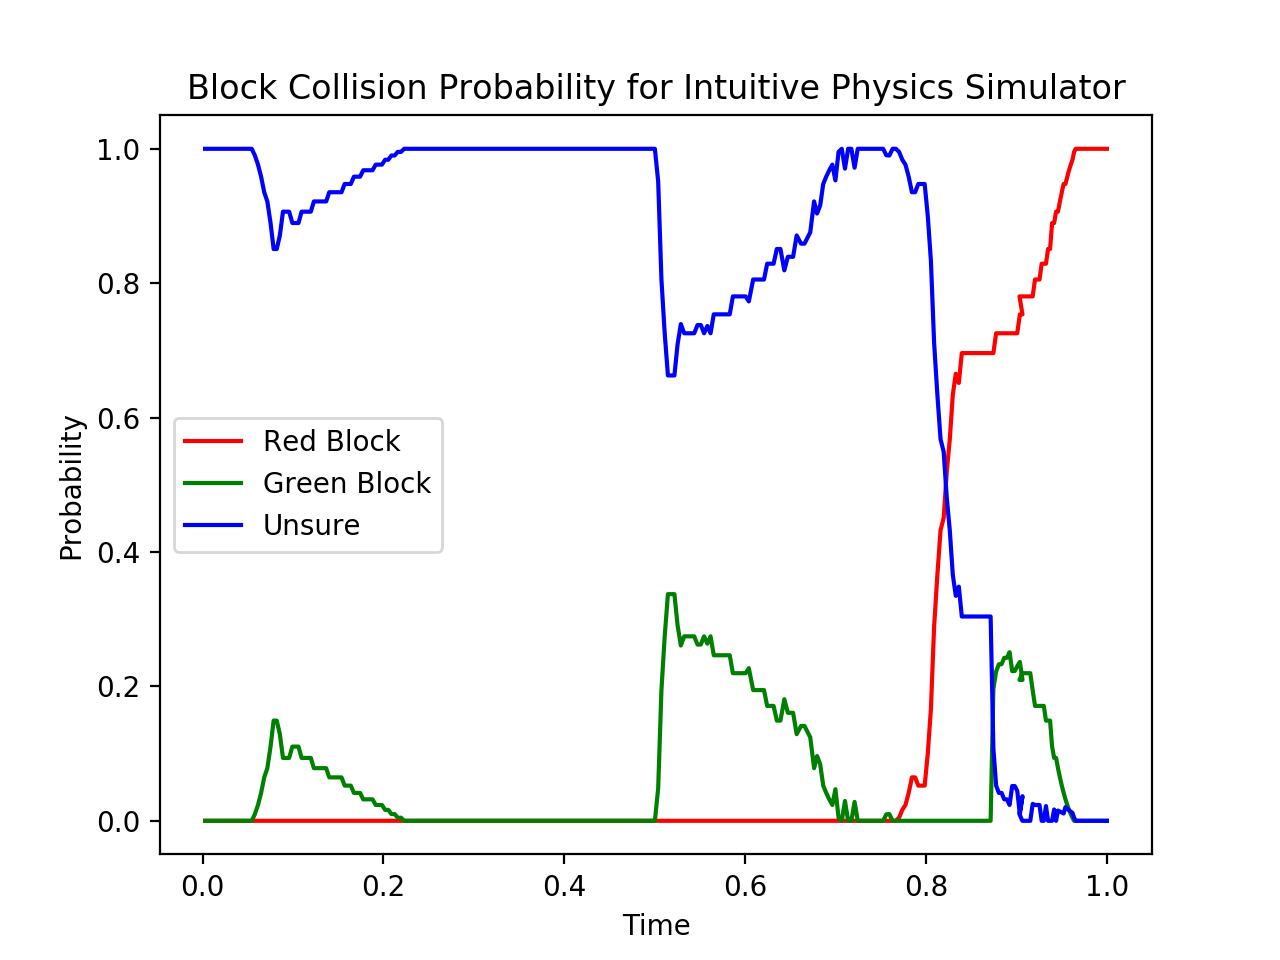 Block Collision Probability for Intuitive Physics Simulator
1.0
0.8
0.6
0.4
0.2
0.0
Probability
Red Block
Green Block
Unsure
0.0 0.2 0.4 0.6 0.8 1.0
Time